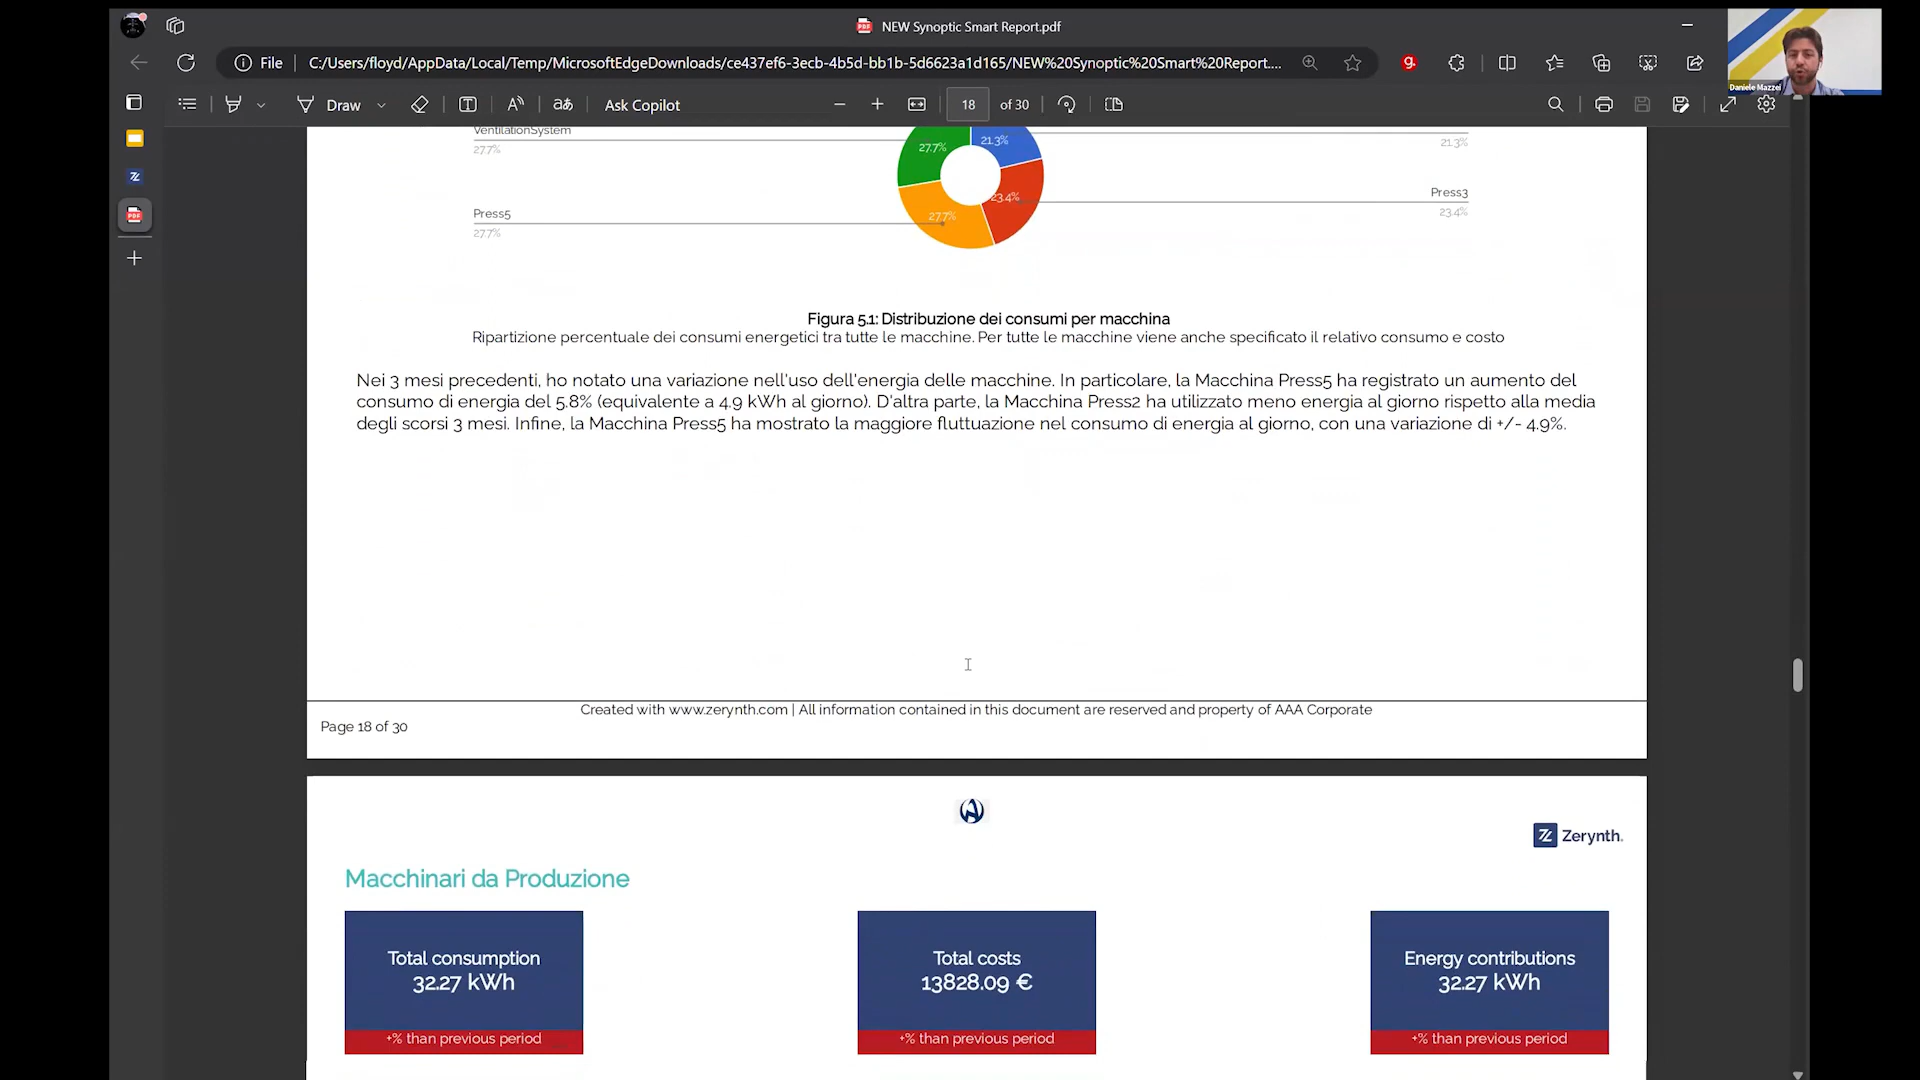 NEW Synoptic Smart Report.pdf
File
C:/Users/floyd/AppData/Local/Temp/MicrosoftEdgeDownloads/ce437ef6-3ecb-4b5d-bb1b-5d6623a1d165/NEW%20Synoptic%20Smart%20Report....
g.
Daniele Mazzei
Draw
aあ
Ask Copilot
18 of 30
VentilationSystem
27.7%
27.7%
21.3%
21.3%
Press3
23.4%
23.4%
Press5
27.7%
27.7%
Figura 5.1: Distribuzione dei consumi per macchina
Ripartizione percentuale dei consumi energetici tra tutte le macchine. Per tutte le macchine viene anche specificato il relativo consumo e costo
Nei 3 mesi precedenti, ho notato una variazione nell'uso dell'energia delle macchine. In particolare, la Macchina Press5 ha registrato un aumento del
consumo di energia del 5.8% (equivalente a 4.9 kWh al giorno). D'altra parte, la Macchina Press2 ha utilizzato meno energia al giorno rispetto alla media
degli scorsi 3 mesi. Infine, la Macchina Press5 ha mostrato la maggiore fluttuazione nel consumo di energia al giorno, con una variazione di +/- 4.9%.
Created with www.zerynth.com | All information contained in this document are reserved and property of AAA Corporate
Page 18 of 30
Zerynth.
Macchinari da Produzione
Total consumption
32.27 kWh
+% than previous period
Total costs
13828.09 €
+% than previous period
Energy contributions
32.27 kWh
+% than previous period